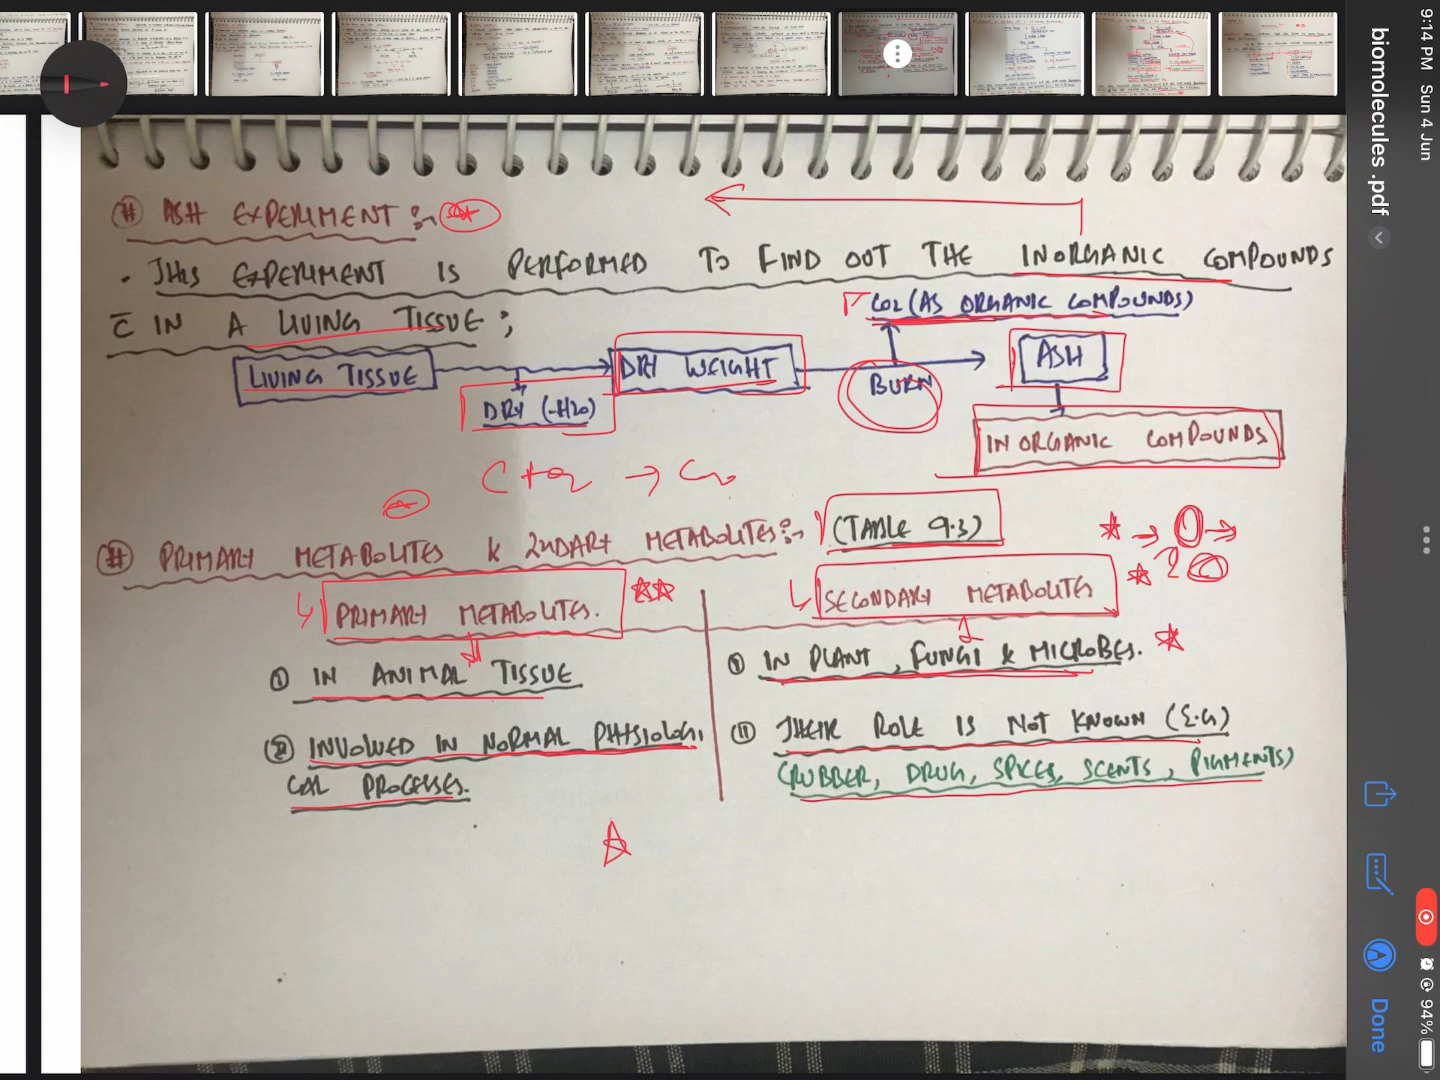 9:14 PM Sun 4 Jun
biomolecules .pdf
94%
Done
# ASH EXPERIMENT :-
. THIS EXPERIMENT IS PERFORMED TO FIND OUT THE INORGANIC COMPOUNDS
C̄ IN A LIVING TISSUE ;
CO2 (AS ORGANIC COMPOUNDS)
LIVING TISSUE
DRY WEIGHT
BURN
ASH
DRY (-H2O)
INORGANIC COMPOUNDS
C + O2 →
# PRIMARY METABOLITES & 2NDARY METABOLITES :- (TABLE 9.3)
PRIMARY METABOLITES.
SECONDARY METABOLITES
① IN ANIMAL TISSUE
① IN PLANT, FUNGI & MICROBES.
② INVOLVED IN NORMAL PHYSIOLOGI
CAL PROCESSES.
⑪ THEIR ROLE IS NOT KNOWN (E.G)
(RUBBER, DRUG, SPICES, SCENTS, PIGMENTS)